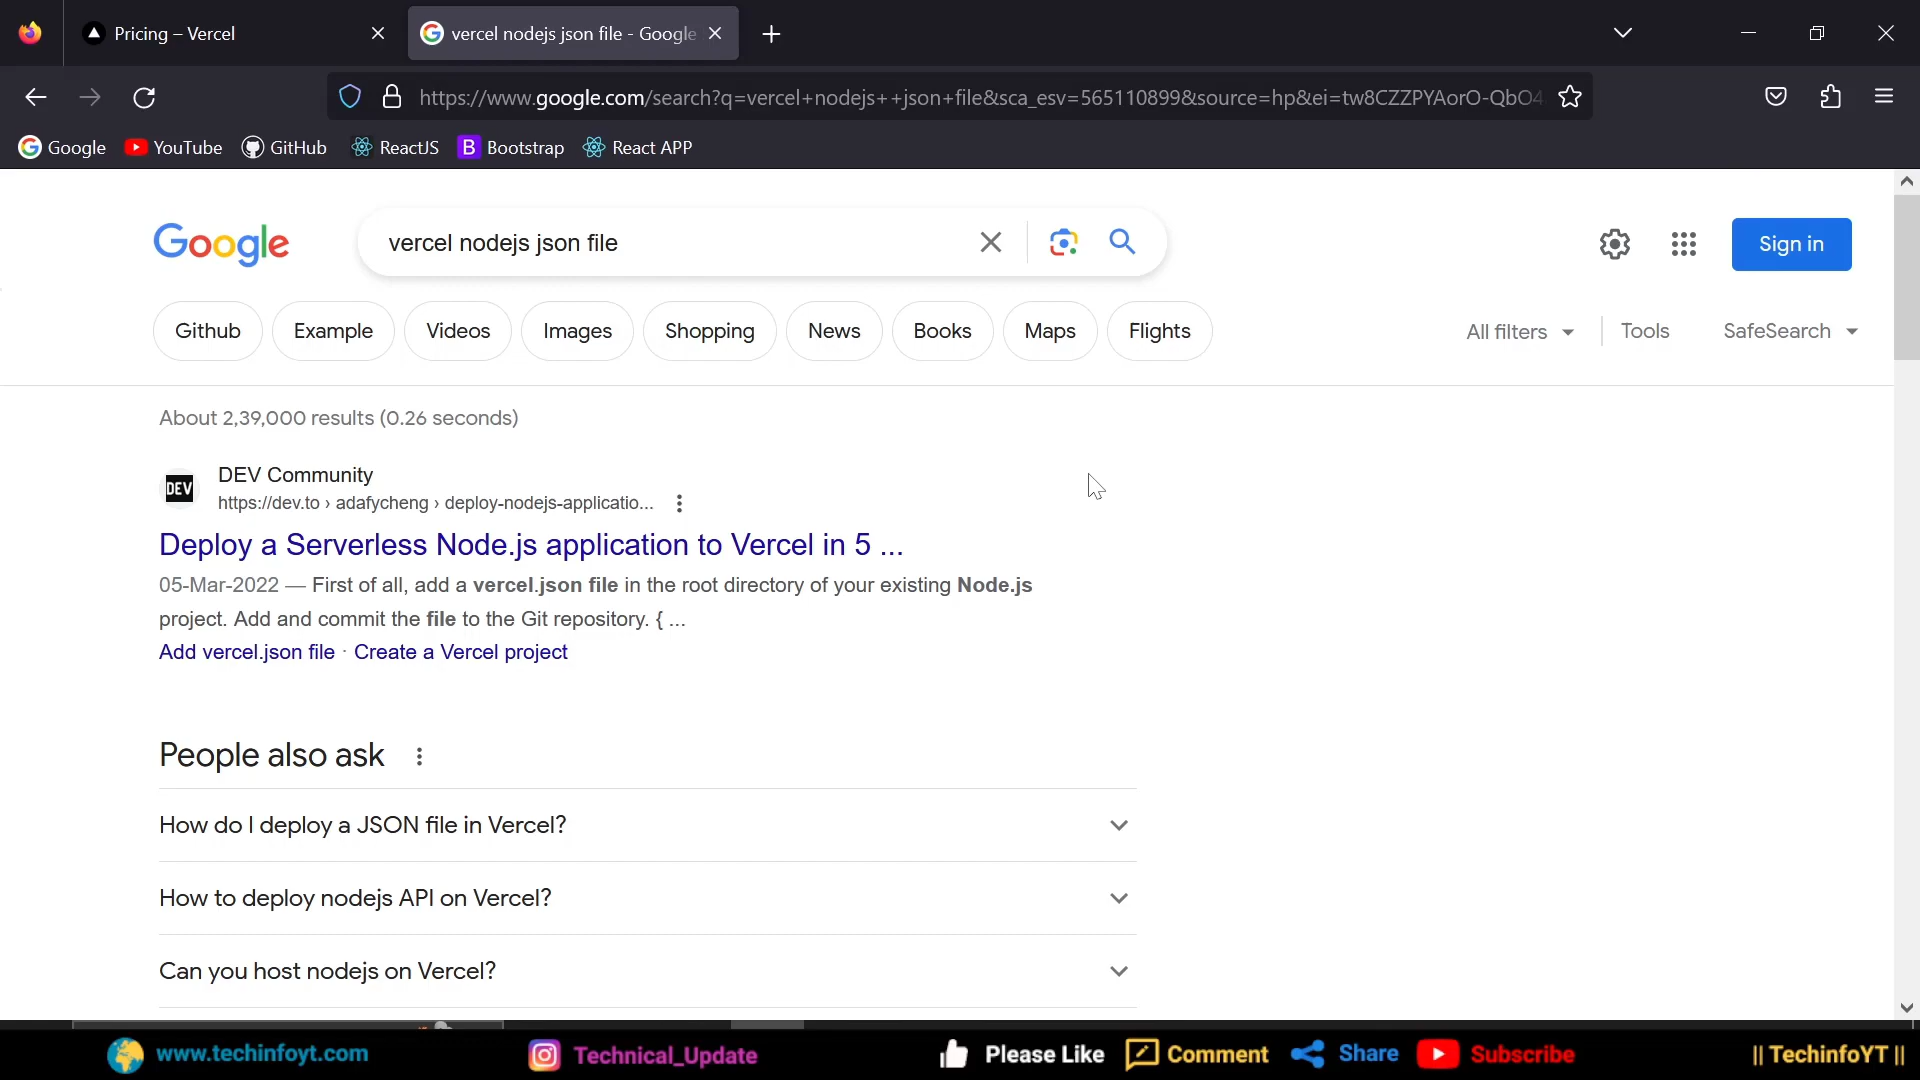 Pricing – Vercel
vercel nodejs json file - Google
https://www.google.com/search?q=vercel+nodejs++json+file&sca_esv=565110899&source=hp&ei=tw8CZZPYAorO-QbO4
Google YouTube GitHub ReactJS Bootstrap React APP
Google
vercel nodejs json file
Sign in
Github Example Videos Images Shopping News Books Maps Flights All filters Tools SafeSearch
About 2,39,000 results (0.26 seconds)
DEV
DEV Community
https://dev.to › adafycheng › deploy-nodejs-applicatio...
Deploy a Serverless Node.js application to Vercel in 5 ...
05-Mar-2022 — First of all, add a vercel.json file in the root directory of your existing Node.js
project. Add and commit the file to the Git repository. { ...
Add vercel.json file · Create a Vercel project
People also ask
How do I deploy a JSON file in Vercel?
How to deploy nodejs API on Vercel?
Can you host nodejs on Vercel?
www.techinfoyt.com Technical_Update Please Like Comment Share Subscribe || TechinfoYT ||